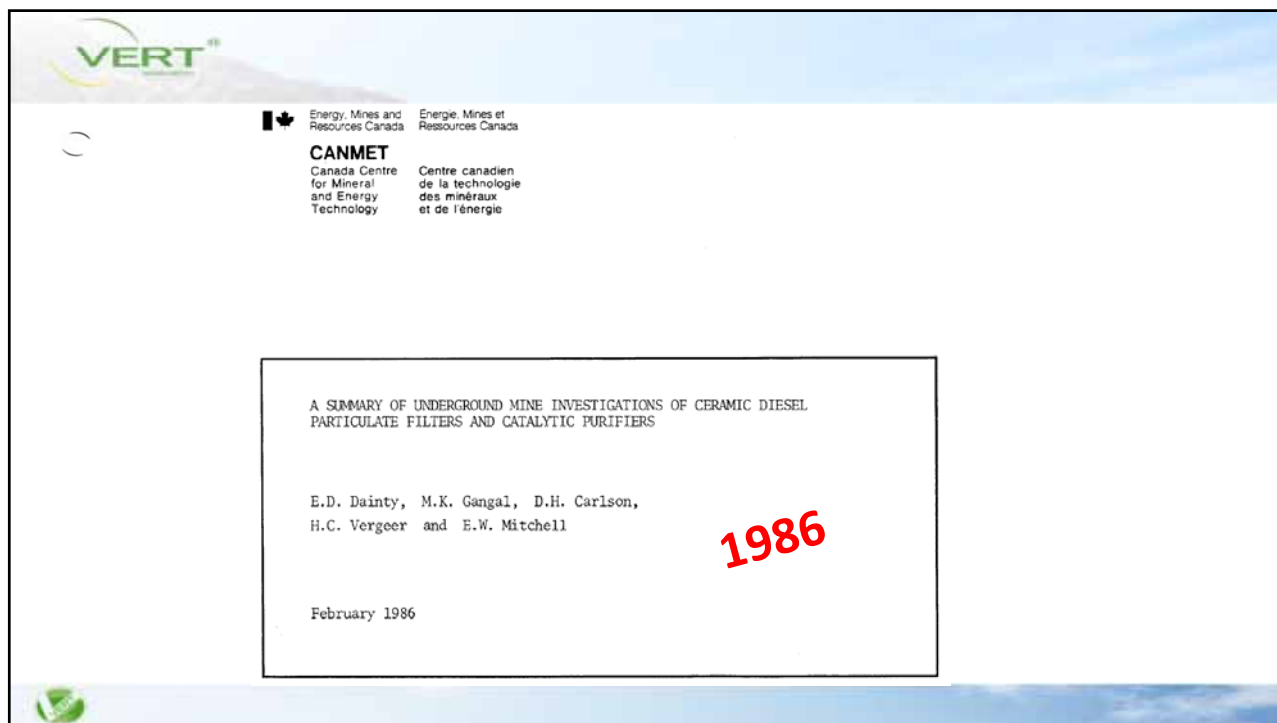 VERT®
Energy, Mines and
Resources Canada
Energie, Mines et
Ressources Canada
CANMET
Canada Centre
for Mineral
and Energy
Technology
Centre canadien
de la technologie
des minéraux
et de l'énergie
A SUMMARY OF UNDERGROUND MINE INVESTIGATIONS OF CERAMIC DIESEL
PARTICULATE FILTERS AND CATALYTIC PURIFIERS
E.D. Dainty, M.K. Gangal, D.H. Carlson,
H.C. Vergeer and E.W. Mitchell
1986
February 1986